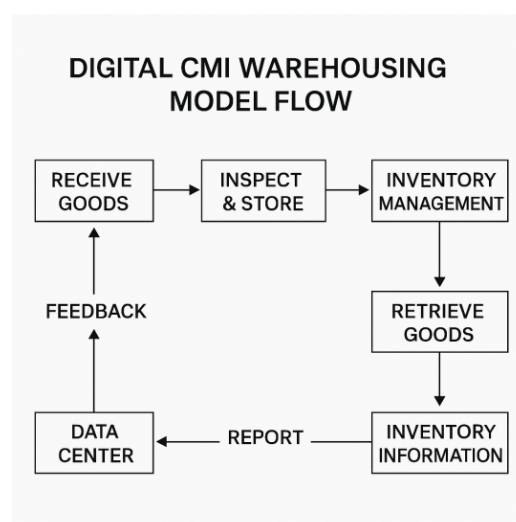 DIGITAL CMI WAREHOUSING
MODEL FLOW
RECEIVE
GOODS
INSPECT
& STORE
INVENTORY
MANAGEMENT
RETRIEVE
GOODS
INVENTORY
INFORMATION
REPORT
DATA
CENTER
FEEDBACK